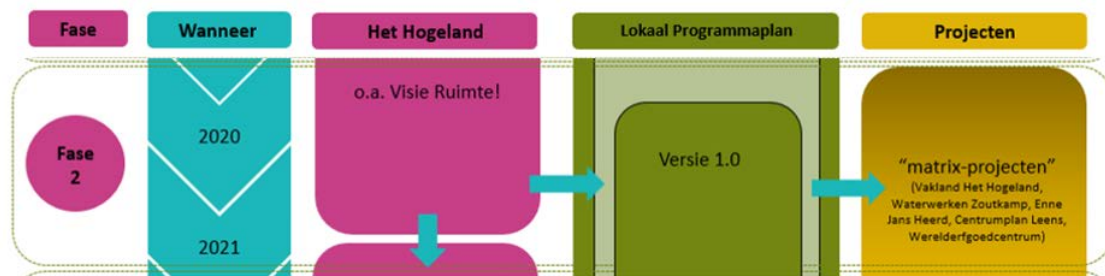 Fase
Wanneer
Het Hogeland
Lokaal Programmaplan
Projecten
Fase
2
2020
2021
o.a. Visie Ruimte!
Versie 1.0
“matrix-projecten”
(Vakland Het Hogeland,
Waterwerken Zoutkamp, Enne
Jans Heerd, Centrumplan Leens,
Werelderfgoedcentrum)